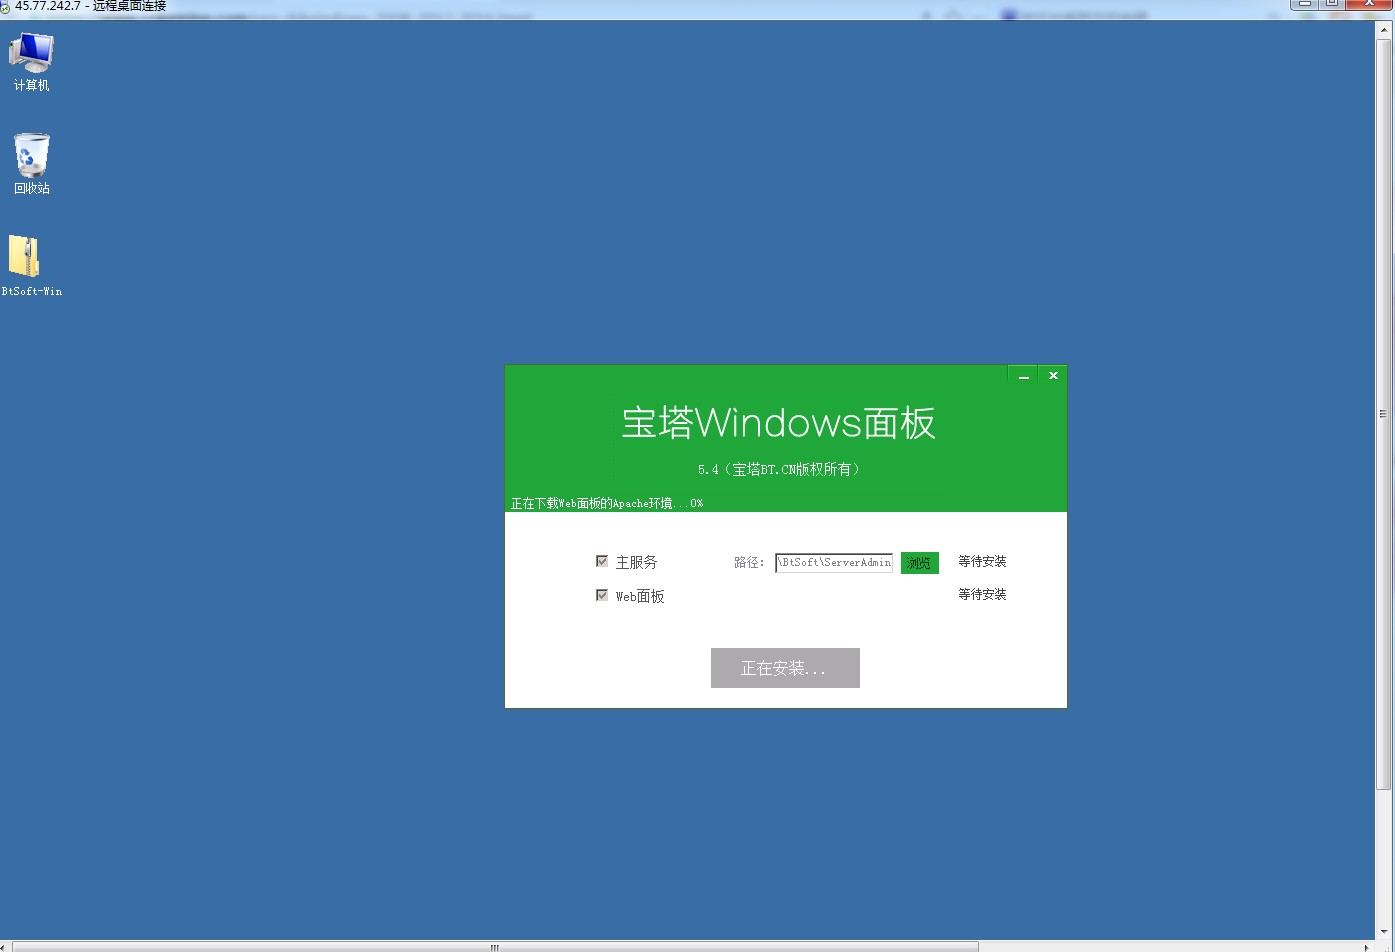 45.77.242.7 - 远程桌面连接
计算机
回收站
BtSoft-Win
宝塔Windows面板
5.4（宝塔BT.CN版权所有）
正在下载Web面板的Apache环境...0%
主服务 路径： \BtSoft\ServerAdmin 浏览 等待安装
Web面板 等待安装
正在安装...